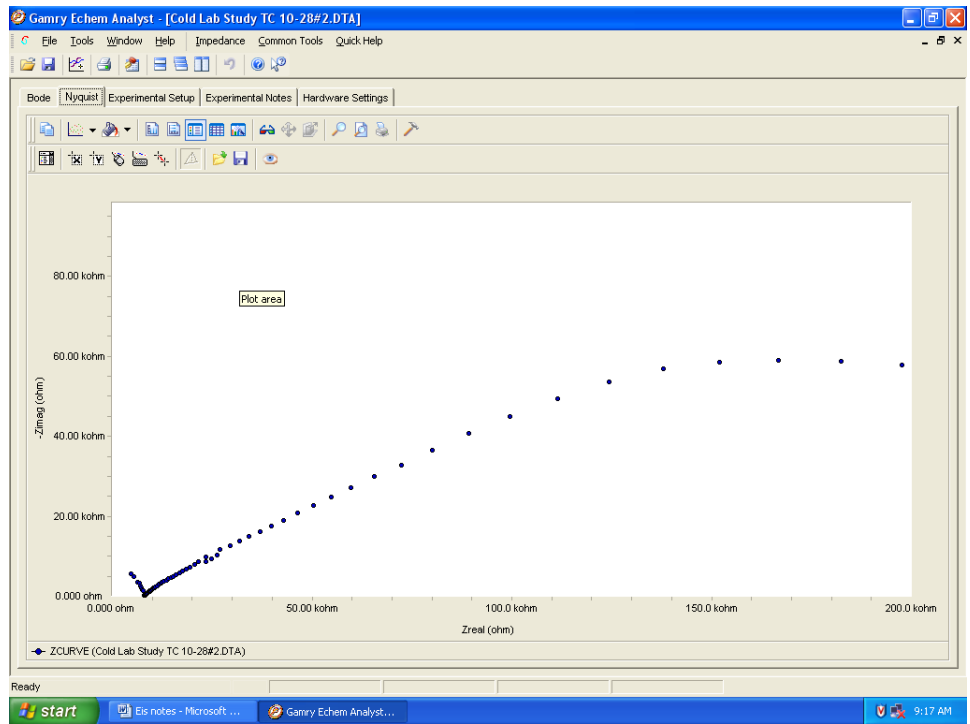 Gamry Echem Analyst - [Cold Lab Study TC 10-28#2.DTA]
File Tools Window Help Impedance Common Tools Quick Help
Bode Nyquist Experimental Setup Experimental Notes Hardware Settings
80.00 kohm
Plot area
60.00 kohm
-Zimag (ohm)
40.00 kohm
20.00 kohm
0.000 ohm
0.000 ohm 50.00 kohm 100.0 kohm 150.0 kohm 200.0 kohm
Zreal (ohm)
ZCURVE (Cold Lab Study TC 10-28#2.DTA)
Ready
start Eis notes - Microsoft ... Gamry Echem Analyst... 9:17 AM